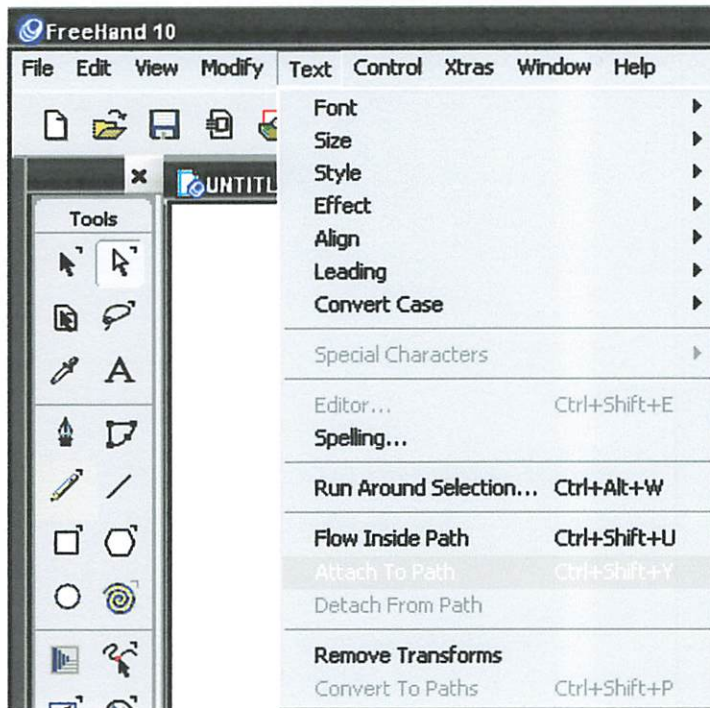 FreeHand 10
File Edit View Modify Text Control Xtras Window Help
UNTITL
Tools
A
Font
Size
Style
Effect
Align
Leading
Convert Case
Special Characters
Editor... Ctrl+Shift+E
Spelling...
Run Around Selection... Ctrl+Alt+W
Flow Inside Path Ctrl+Shift+U
Attach To Path Ctrl+Shift+Y
Detach From Path
Remove Transforms
Convert To Paths Ctrl+Shift+P